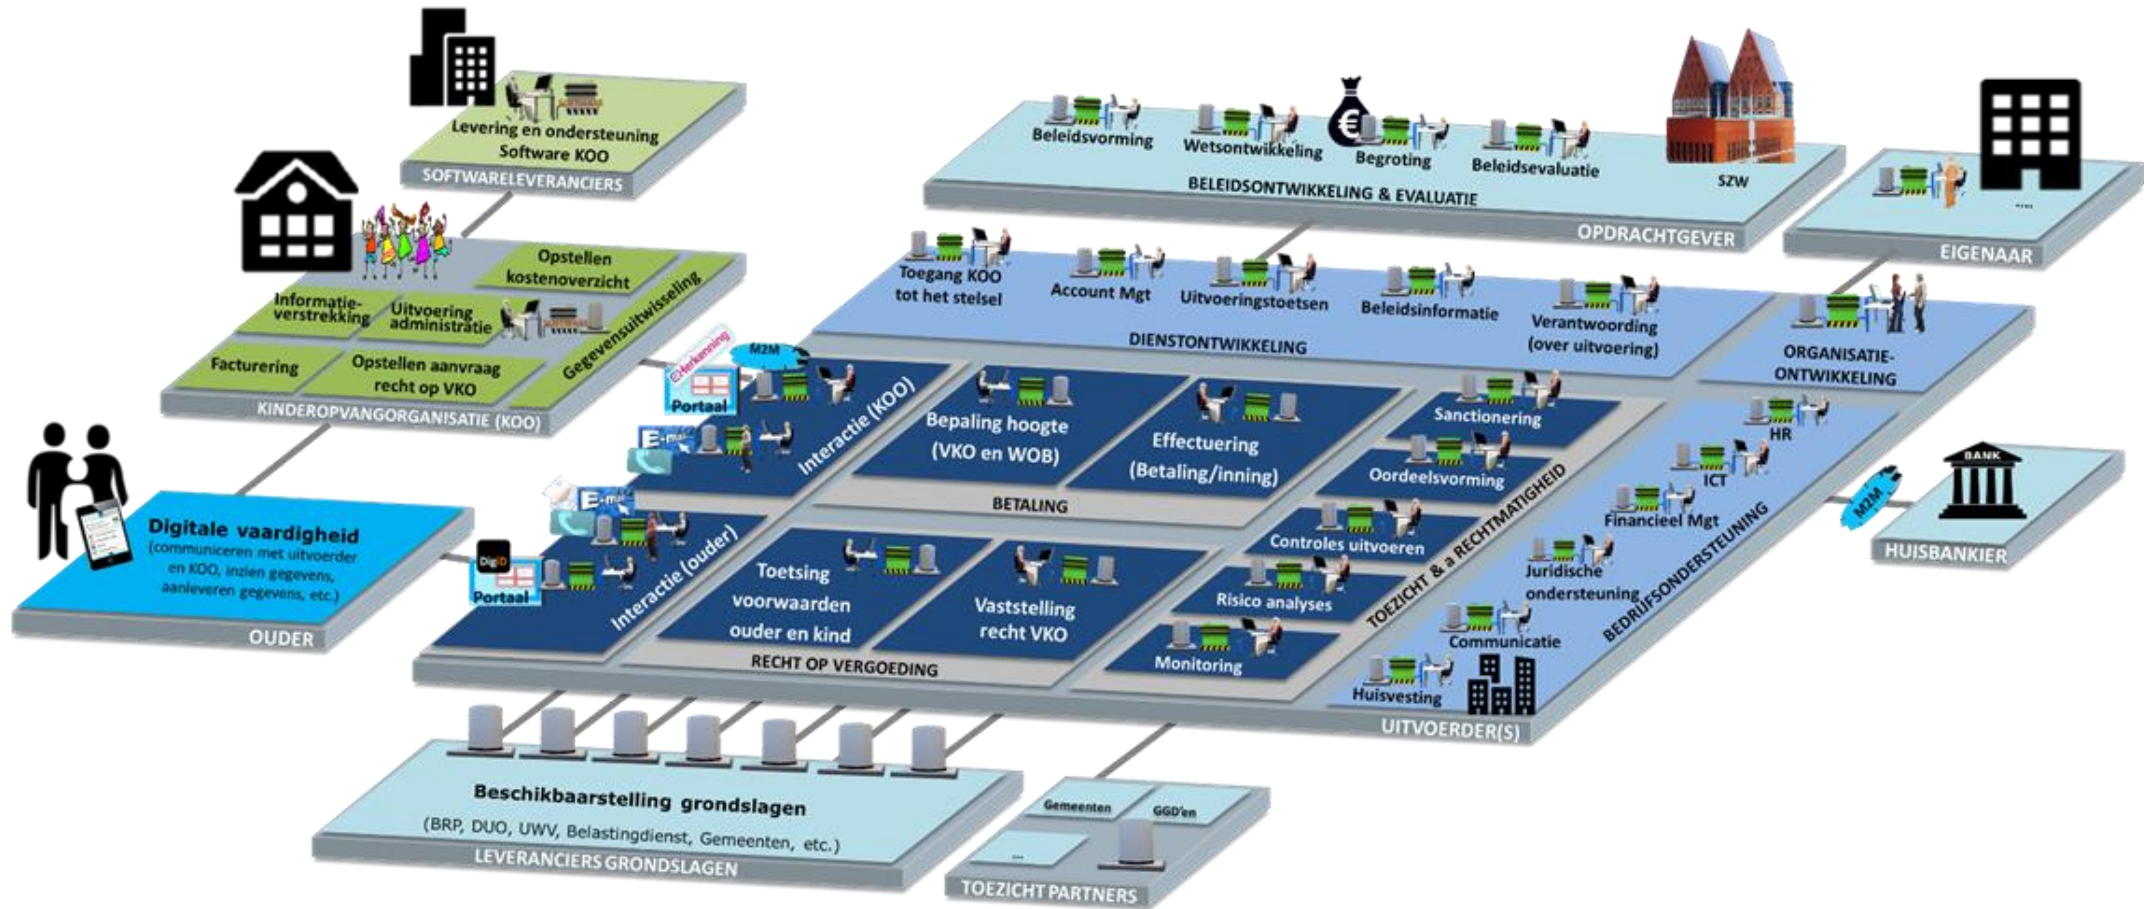 Levering en ondersteuning
Software KOO
SOFTWARELEVERANCIERS
Beleidsvorming
Wetsontwikkeling
€
Begroting
Beleidsevaluatie
SZW
BELEIDSONTWIKKELING & EVALUATIE
OPDRACHTGEVER
....
EIGENAAR
Opstellen
kostenoverzicht
Informatie-
verstrekking
Uitvoering
administratie
Gegevensuitwisseling
Facturering
Opstellen aanvraag
recht op VKO
KINDEROPVANGORGANISATIE (KOO)
Toegang KOO
tot het stelsel
Account Mgt
Uitvoeringstoetsen
Beleidsinformatie
Verantwoording
(over uitvoering)
DIENSTONTWIKKELING
ORGANISATIE-
ONTWIKKELING
EHerkenning
M2M
Portaal
E-mail
Interactie (KOO)
Bepaling hoogte
(VKO en WOB)
Effectuering
(Betaling/inning)
BETALING
Sanctionering
Oordeelsvorming
Controles uitvoeren
Risico analyses
Monitoring
TOEZICHT & a RECHTMATIGHEID
HR
ICT
Financieel Mgt
Juridische
ondersteuning
Communicatie
Huisvesting
BEDRIJFSONDERSTEUNING
M2M
BANK
HUISBANKIER
Digitale vaardigheid
(communiceren met uitvoerder
en KOO, inzien gegevens,
aanleveren gegevens, etc.)
OUDER
E-mail
DigiD
Portaal
Interactie (ouder)
Toetsing
voorwaarden
ouder en kind
Vaststelling
recht VKO
RECHT OP VERGOEDING
UITVOERDER(S)
Beschikbaarstelling grondslagen
(BRP, DUO, UWV, Belastingdienst, Gemeenten, etc.)
LEVERANCIERS GRONDSLAGEN
Gemeenten
GGD'en
...
TOEZICHT PARTNERS